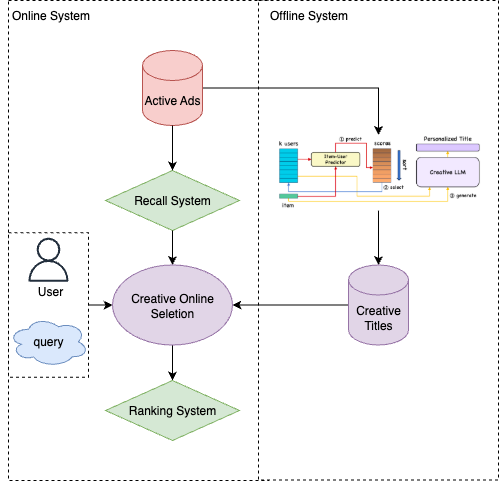 Online System
Offline System
Active Ads
① predict
Personalized Title
k users
scores
Item-User
Predictor
sort
Creative LLM
② select
③ generate
item
Recall System
User
query
Creative Online
Seletion
Creative
Titles
Ranking System